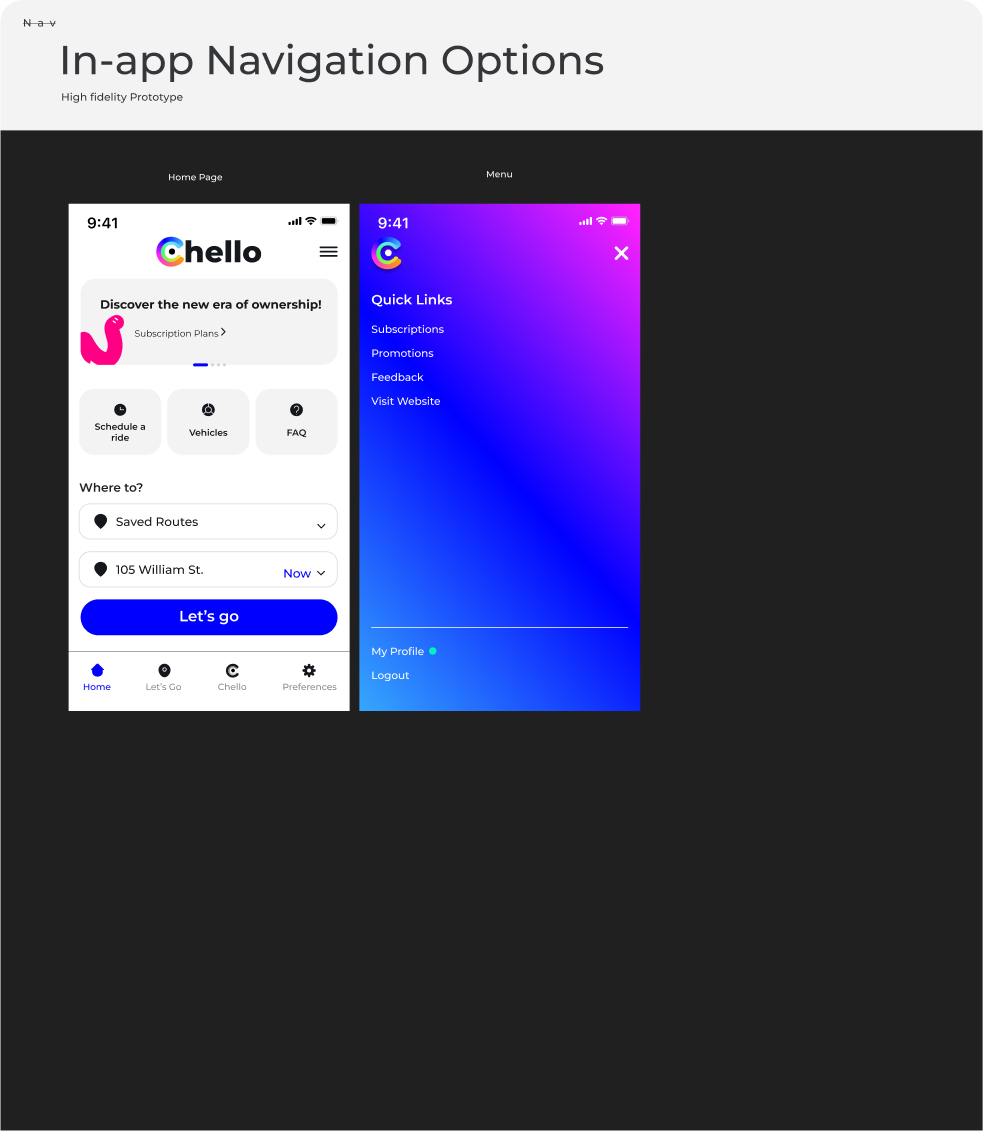 Nav
In-app Navigation Options
High fidelity Prototype
Home Page
Menu
9:41
Chello
Discover the new era of ownership!
Subscription Plans
Schedule a
ride
Vehicles
FAQ
Where to?
Saved Routes
105 William St.
Now
Let's go
Home
Let's Go
Chello
Preferences
9:41
C
Quick Links
Subscriptions
Promotions
Feedback
Visit Website
My Profile
Logout